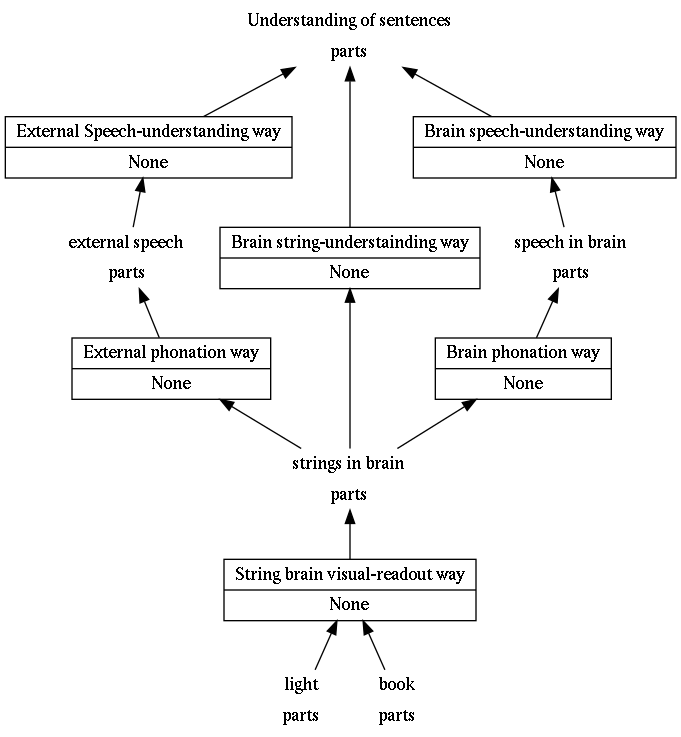 Understanding of sentences
parts
External Speech-understanding way
None
Brain speech-understanding way
None
external speech
parts
Brain string-understainding way
None
speech in brain
parts
External phonation way
None
Brain phonation way
None
strings in brain
parts
String brain visual-readout way
None
light
parts
book
parts